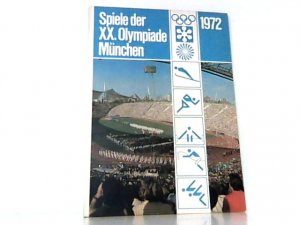 Spiele der
XX. Olympiade
München
1972